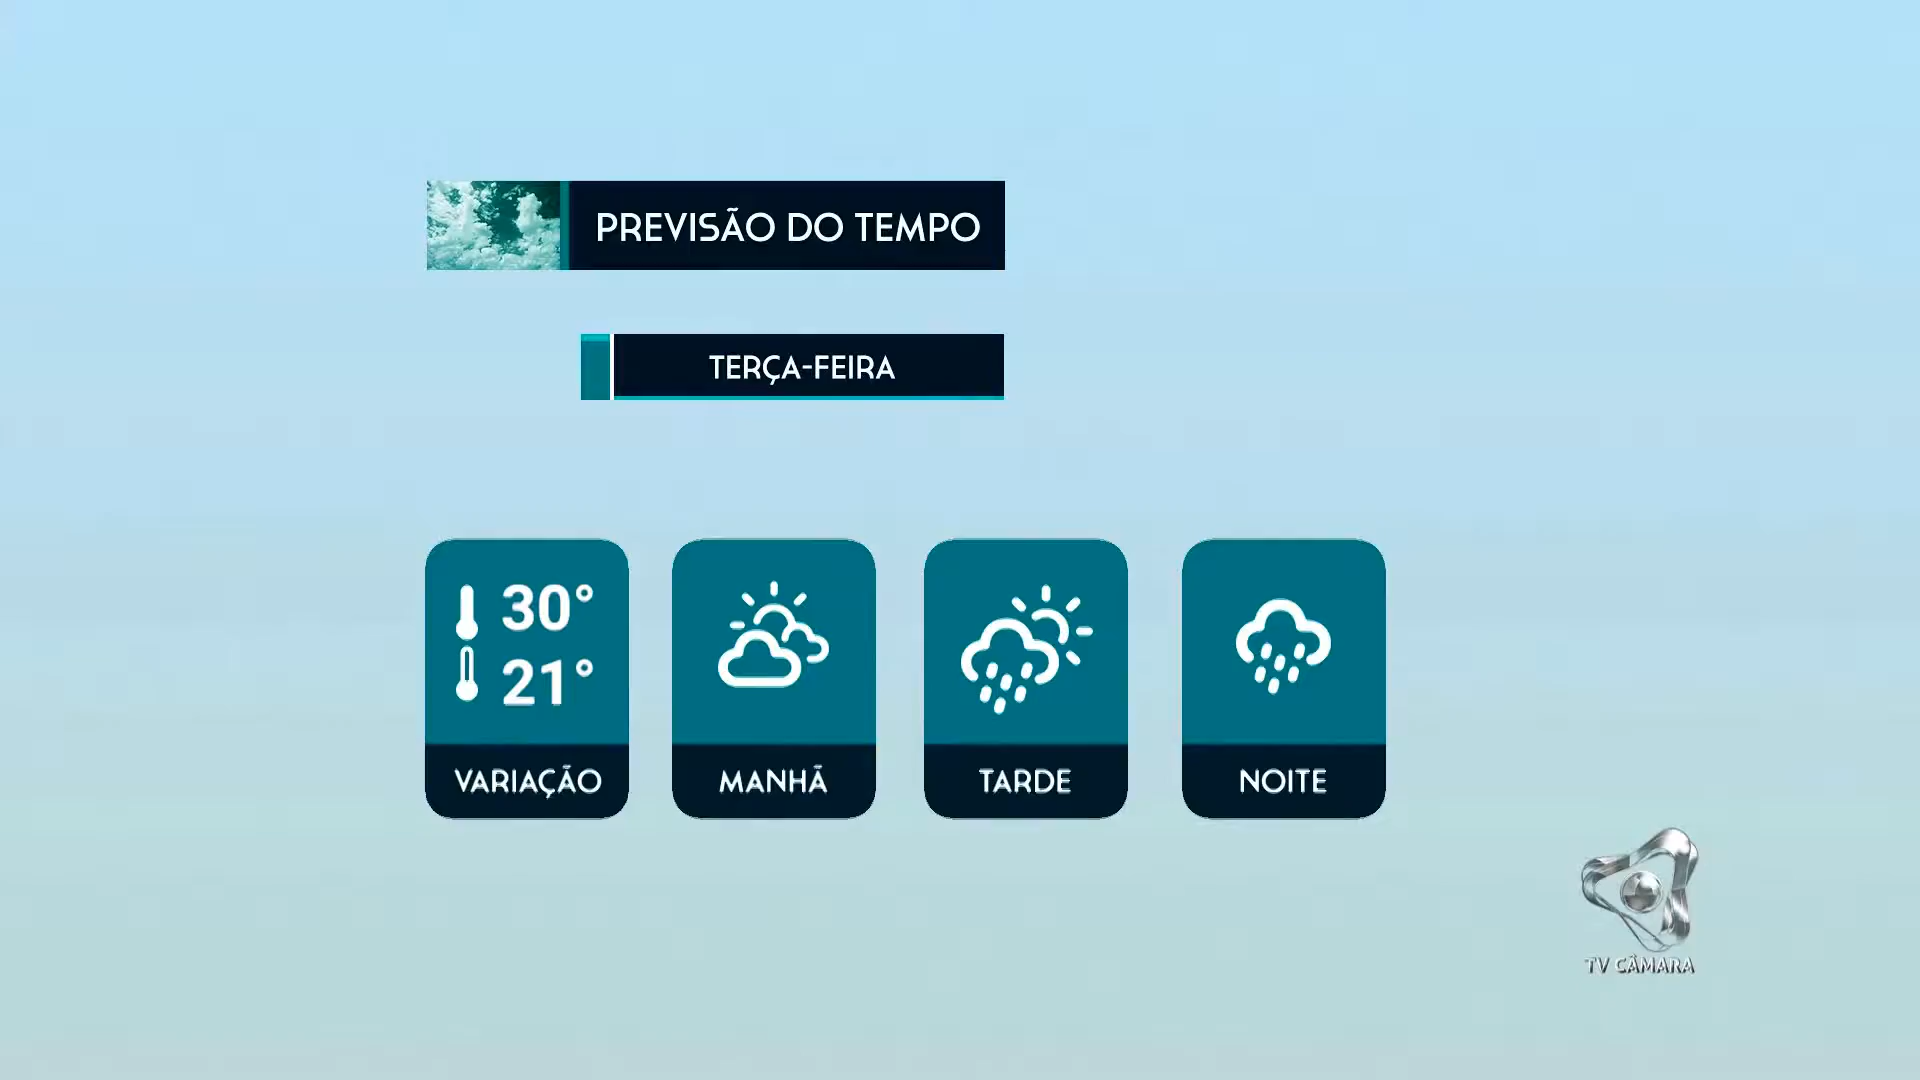 PREVISÃO DO TEMPO
TERÇA-FEIRA
30°
21°
VARIAÇÃO
MANHÃ
TARDE
NOITE
TV CÂMARA